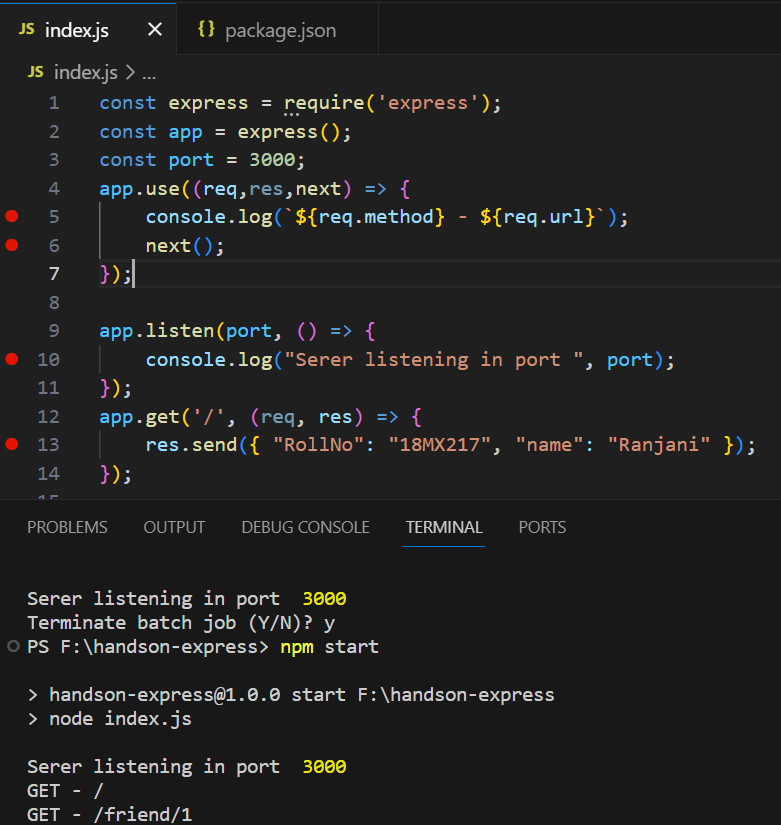 JS index.js × {} package.json
JS index.js > ...
1 const express = require('express');
2 const app = express();
3 const port = 3000;
4 app.use((req,res,next) => {
5 console.log(`${req.method} - ${req.url}`);
6 next();
7 });
8
9 app.listen(port, () => {
10 console.log("Serer listening in port ", port);
11 });
12 app.get('/', (req, res) => {
13 res.send({ "RollNo": "18MX217", "name": "Ranjani" });
14 });
PROBLEMS OUTPUT DEBUG CONSOLE TERMINAL PORTS
Serer listening in port  3000
Terminate batch job (Y/N)? y
PS F:\handson-express> npm start
> handson-express@1.0.0 start F:\handson-express
> node index.js
Serer listening in port  3000
GET - /
GET - /friend/1